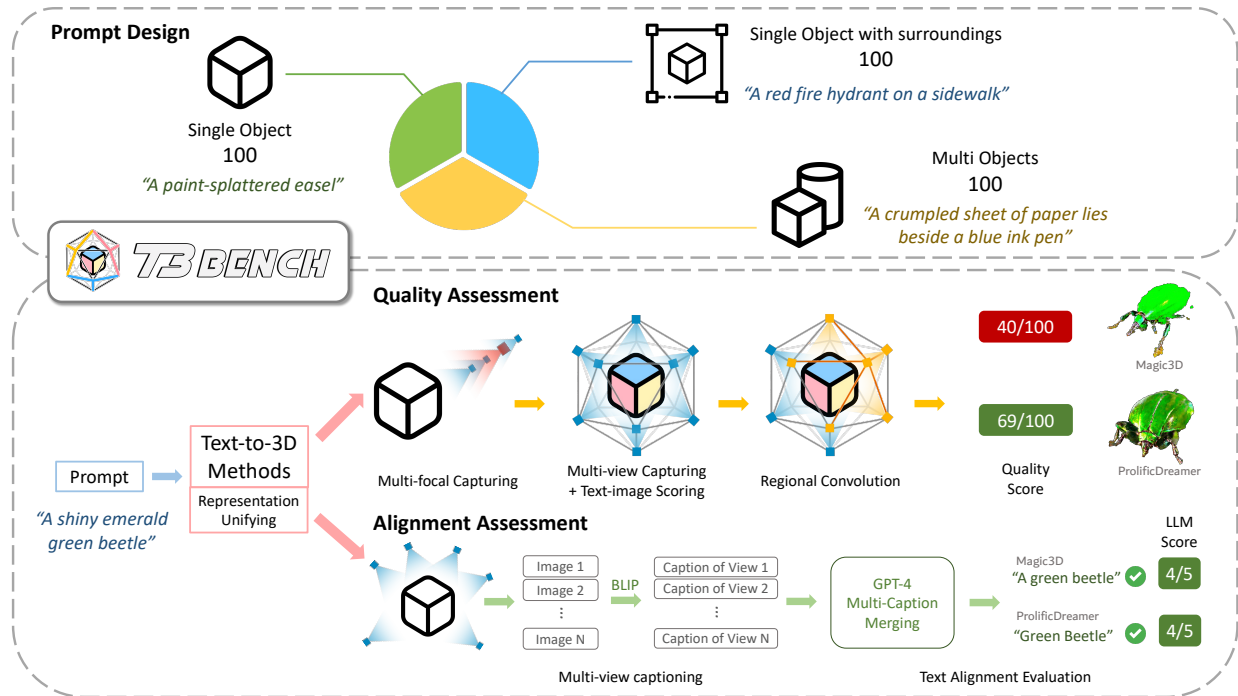 Prompt Design
Single Object
100
“A paint-splattered easel”
Single Object with surroundings
100
“A red fire hydrant on a sidewalk”
Multi Objects
100
“A crumpled sheet of paper lies
beside a blue ink pen”
T3BENCH
Quality Assessment
Prompt
“A shiny emerald
green beetle”
Text-to-3D
Methods
Representation
Unifying
Multi-focal Capturing
Multi-view Capturing
+ Text-image Scoring
Regional Convolution
40/100
Magic3D
69/100
ProlificDreamer
Quality
Score
Alignment Assessment
Image 1
Image 2
⋮
Image N
BLIP
Caption of View 1
Caption of View 2
⋮
Caption of View N
Multi-view captioning
GPT-4
Multi-Caption
Merging
LLM
Score
Magic3D
“A green beetle”
4/5
ProlificDreamer
“Green Beetle”
4/5
Text Alignment Evaluation